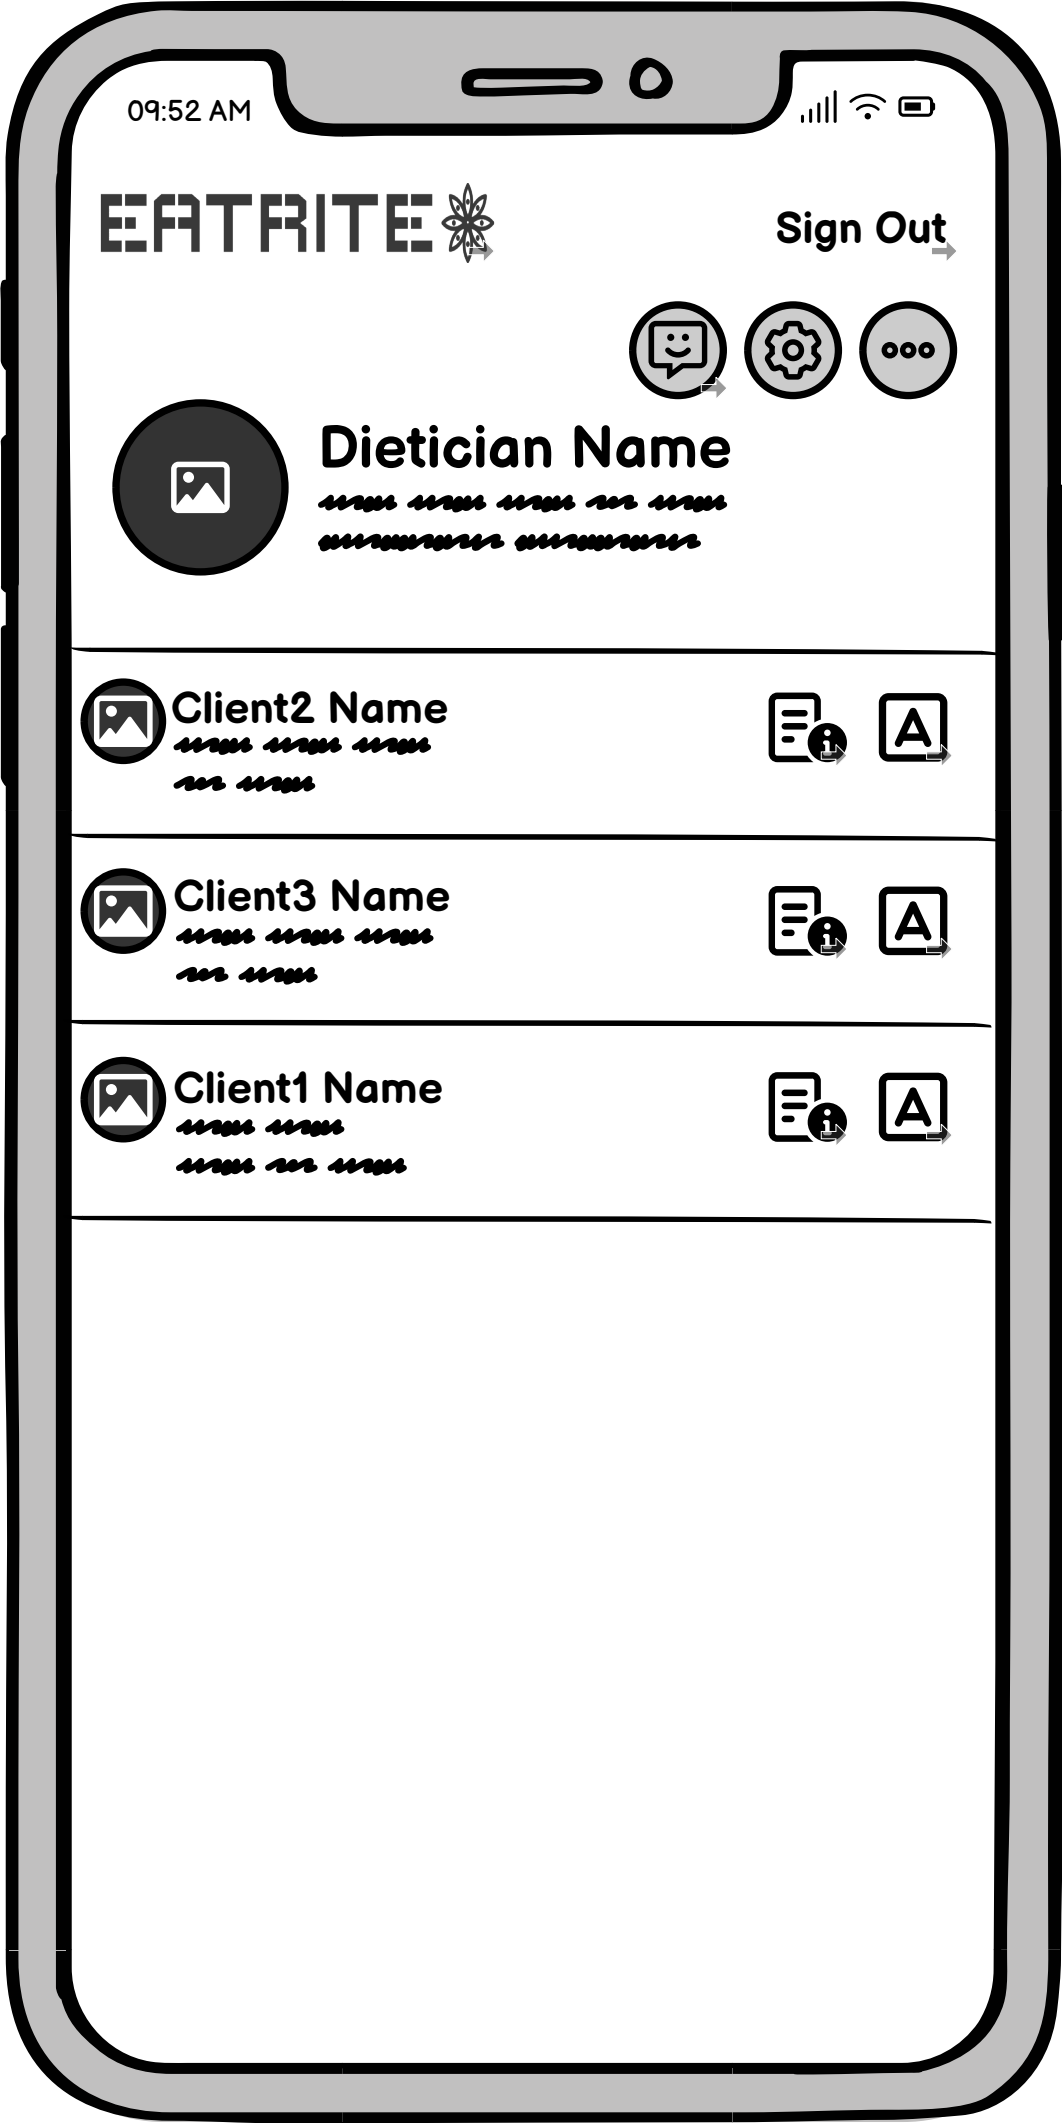 09:52 AM
EATRITE
Sign Out
Dietician Name
Client2 Name
A
Client3 Name
A
Client1 Name
A